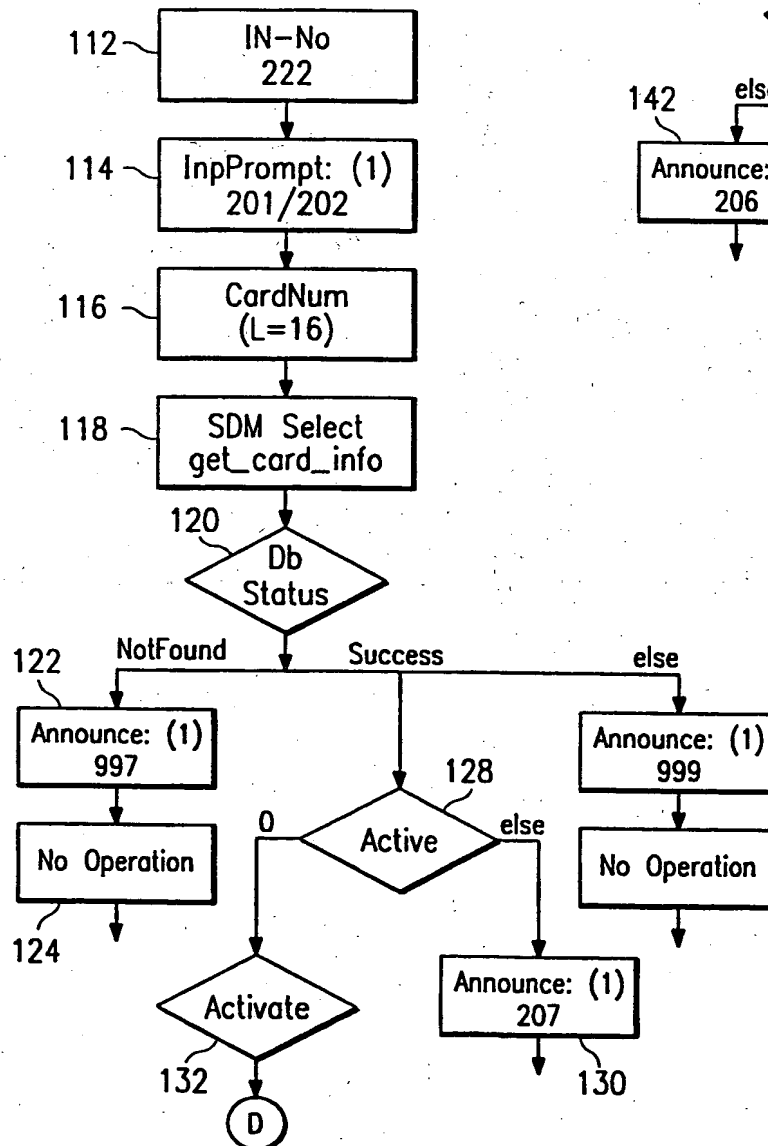 112
IN-No
222
114
InpPrompt: (1)
201/202
116
CardNum
(L=16)
118
SDM Select
get_card_info
120
Db
Status
NotFound
Success
else
122
Announce: (1)
997
No Operation
124
128
0
Active
else
Announce: (1)
999
No Operation
Activate
132
D
Announce: (1)
207
130
142
Announce:
206